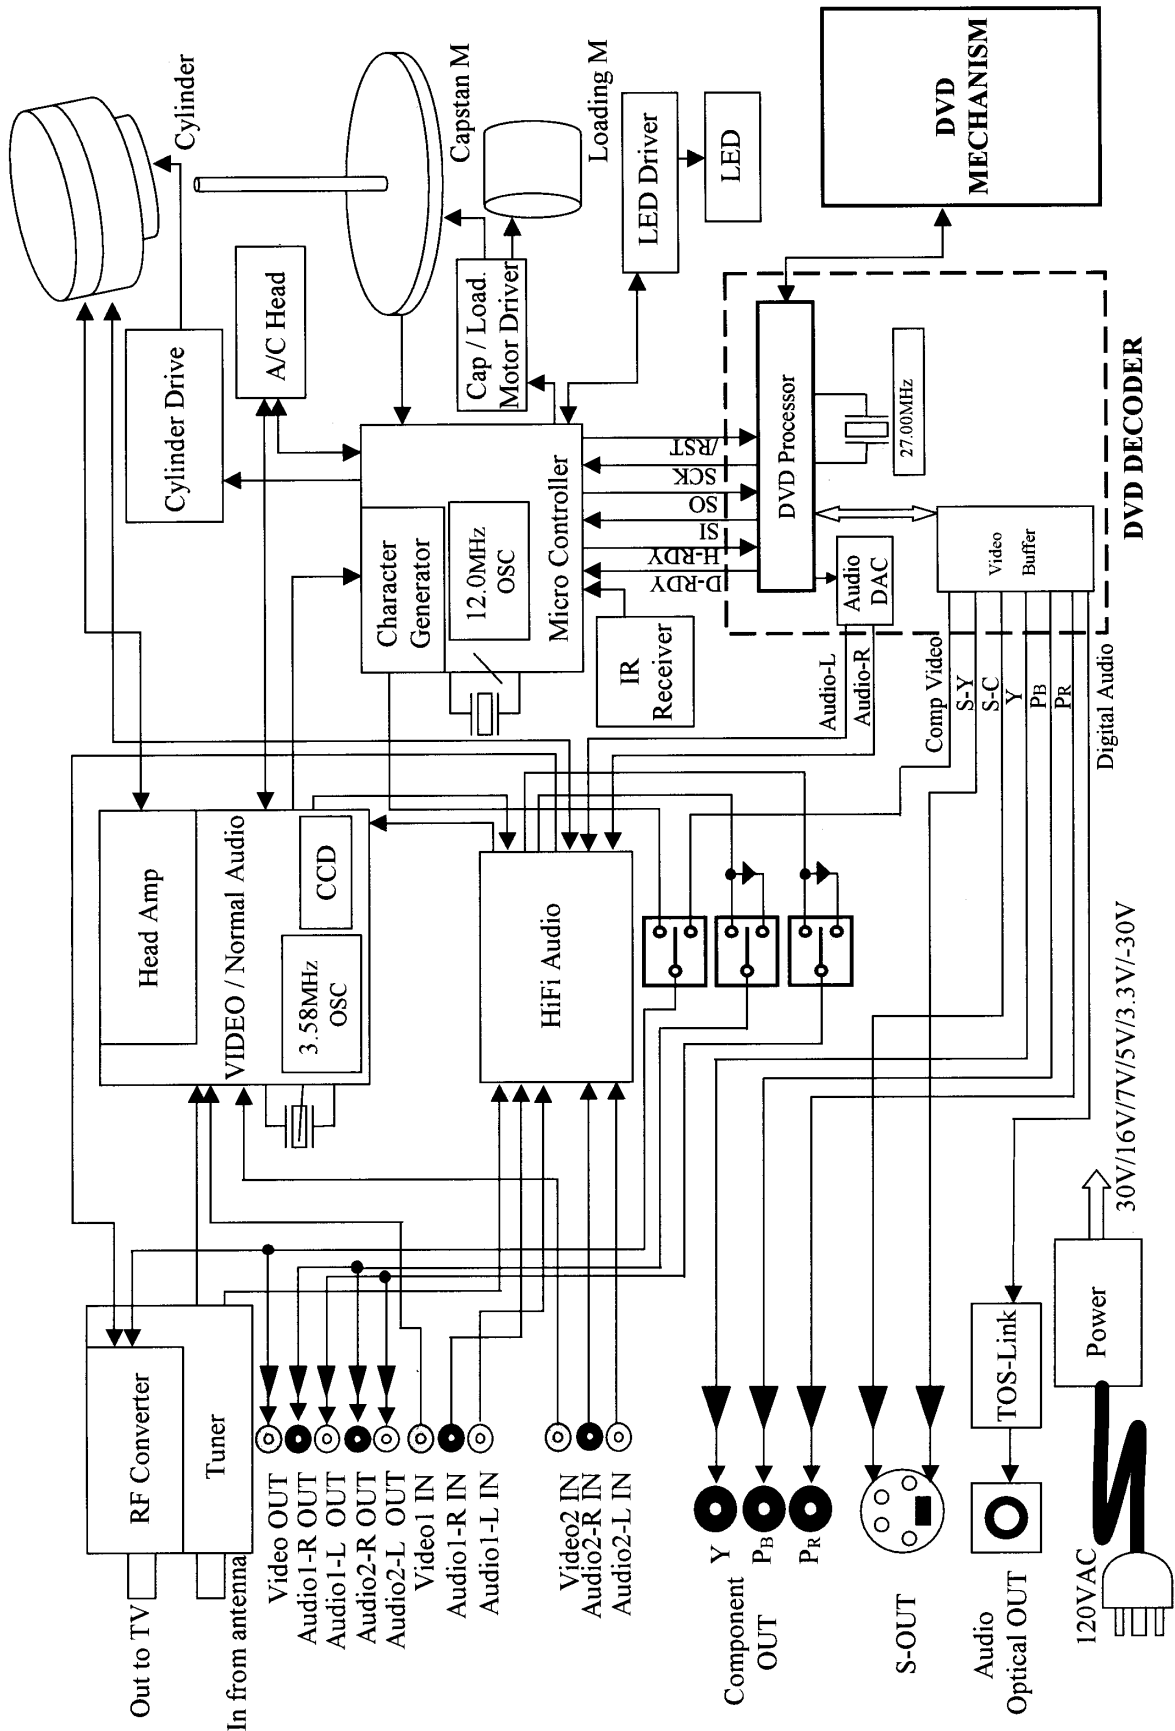 Out to TV
In from antenna
RF Converter
Tuner
Video OUT
Audio1-R OUT
Audio1-L OUT
Audio2-R OUT
Audio2-L OUT
Video1 IN
Audio1-R IN
Audio1-L IN
Video2 IN
Audio2-R IN
Audio2-L IN
Component
OUT
Y
PB
PR
S-OUT
Audio
Optical OUT
TOS-Link
120VAC
Power
30V/16V/7V/5V/3.3V/-30V
Head Amp
VIDEO / Normal Audio
3.58MHz
OSC
CCD
HiFi Audio
Character
Generator
12.0MHz
OSC
Micro Controller
IR
Receiver
D-RDY
H-RDY
SI
SO
SCK
/RST
Cylinder Drive
Cylinder
A/C Head
Capstan M
Cap / Load.
Motor Driver
Loading M
LED Driver
LED
DVD
MECHANISM
DVD Processor
27.00MHz
Audio
DAC
Video
Buffer
DVD DECODER
Audio-L
Audio-R
Comp Video
S-Y
S-C
Y
PB
PR
Digital Audio